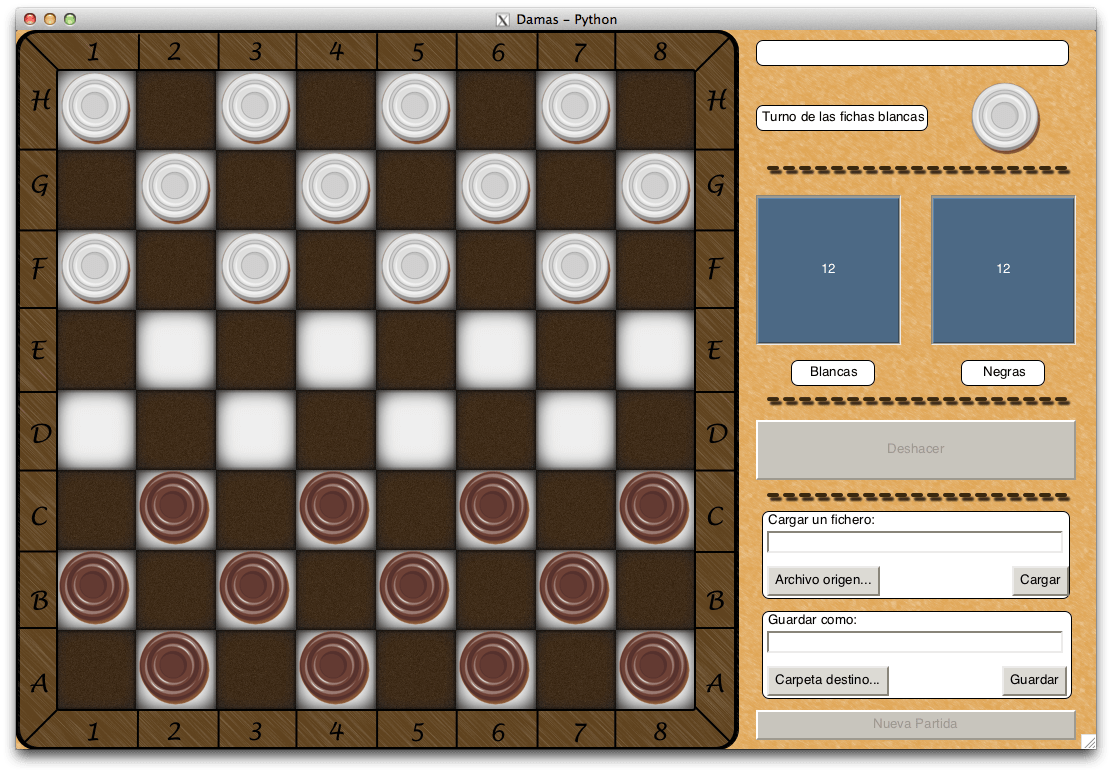 Damas – Python
1 2 3 4 5 6 7 8
H H
G G
F F
E E
D D
C C
B B
A A
1 2 3 4 5 6 7 8
Turno de las fichas blancas
12 12
Blancas Negras
Deshacer
Cargar un fichero:
Archivo origen... Cargar
Guardar como:
Carpeta destino... Guardar
Nueva Partida